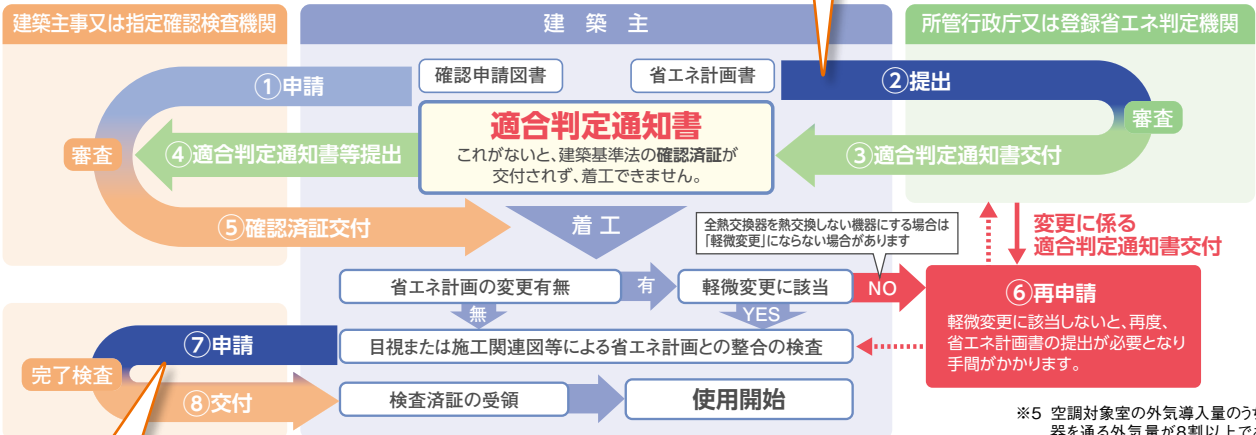 建築主事又は指定確認検査機関
建築主
所管行政庁又は登録省エネ判定機関
確認申請図書
省エネ計画書
①申請
②提出
審査
適合判定通知書
これがないと、建築基準法の確認済証が
交付されず、着工できません。
審査
④適合判定通知書等提出
③適合判定通知書交付
⑤確認済証交付
着工
全熱交換器を熱交換しない機器にする場合は
「軽微変更」にならない場合があります
変更に係る
適合判定通知書交付
省エネ計画の変更有無
有
軽微変更に該当
NO
⑥再申請
軽微変更に該当しないと、再度、
省エネ計画書の提出が必要となり
手間がかかります。
無
YES
⑦申請
目視または施工関連図等による省エネ計画との整合の検査
完了検査
⑧交付
検査済証の受領
使用開始
※5 空調対象室の外気導入量のう
器を通る外気量が8割以上で